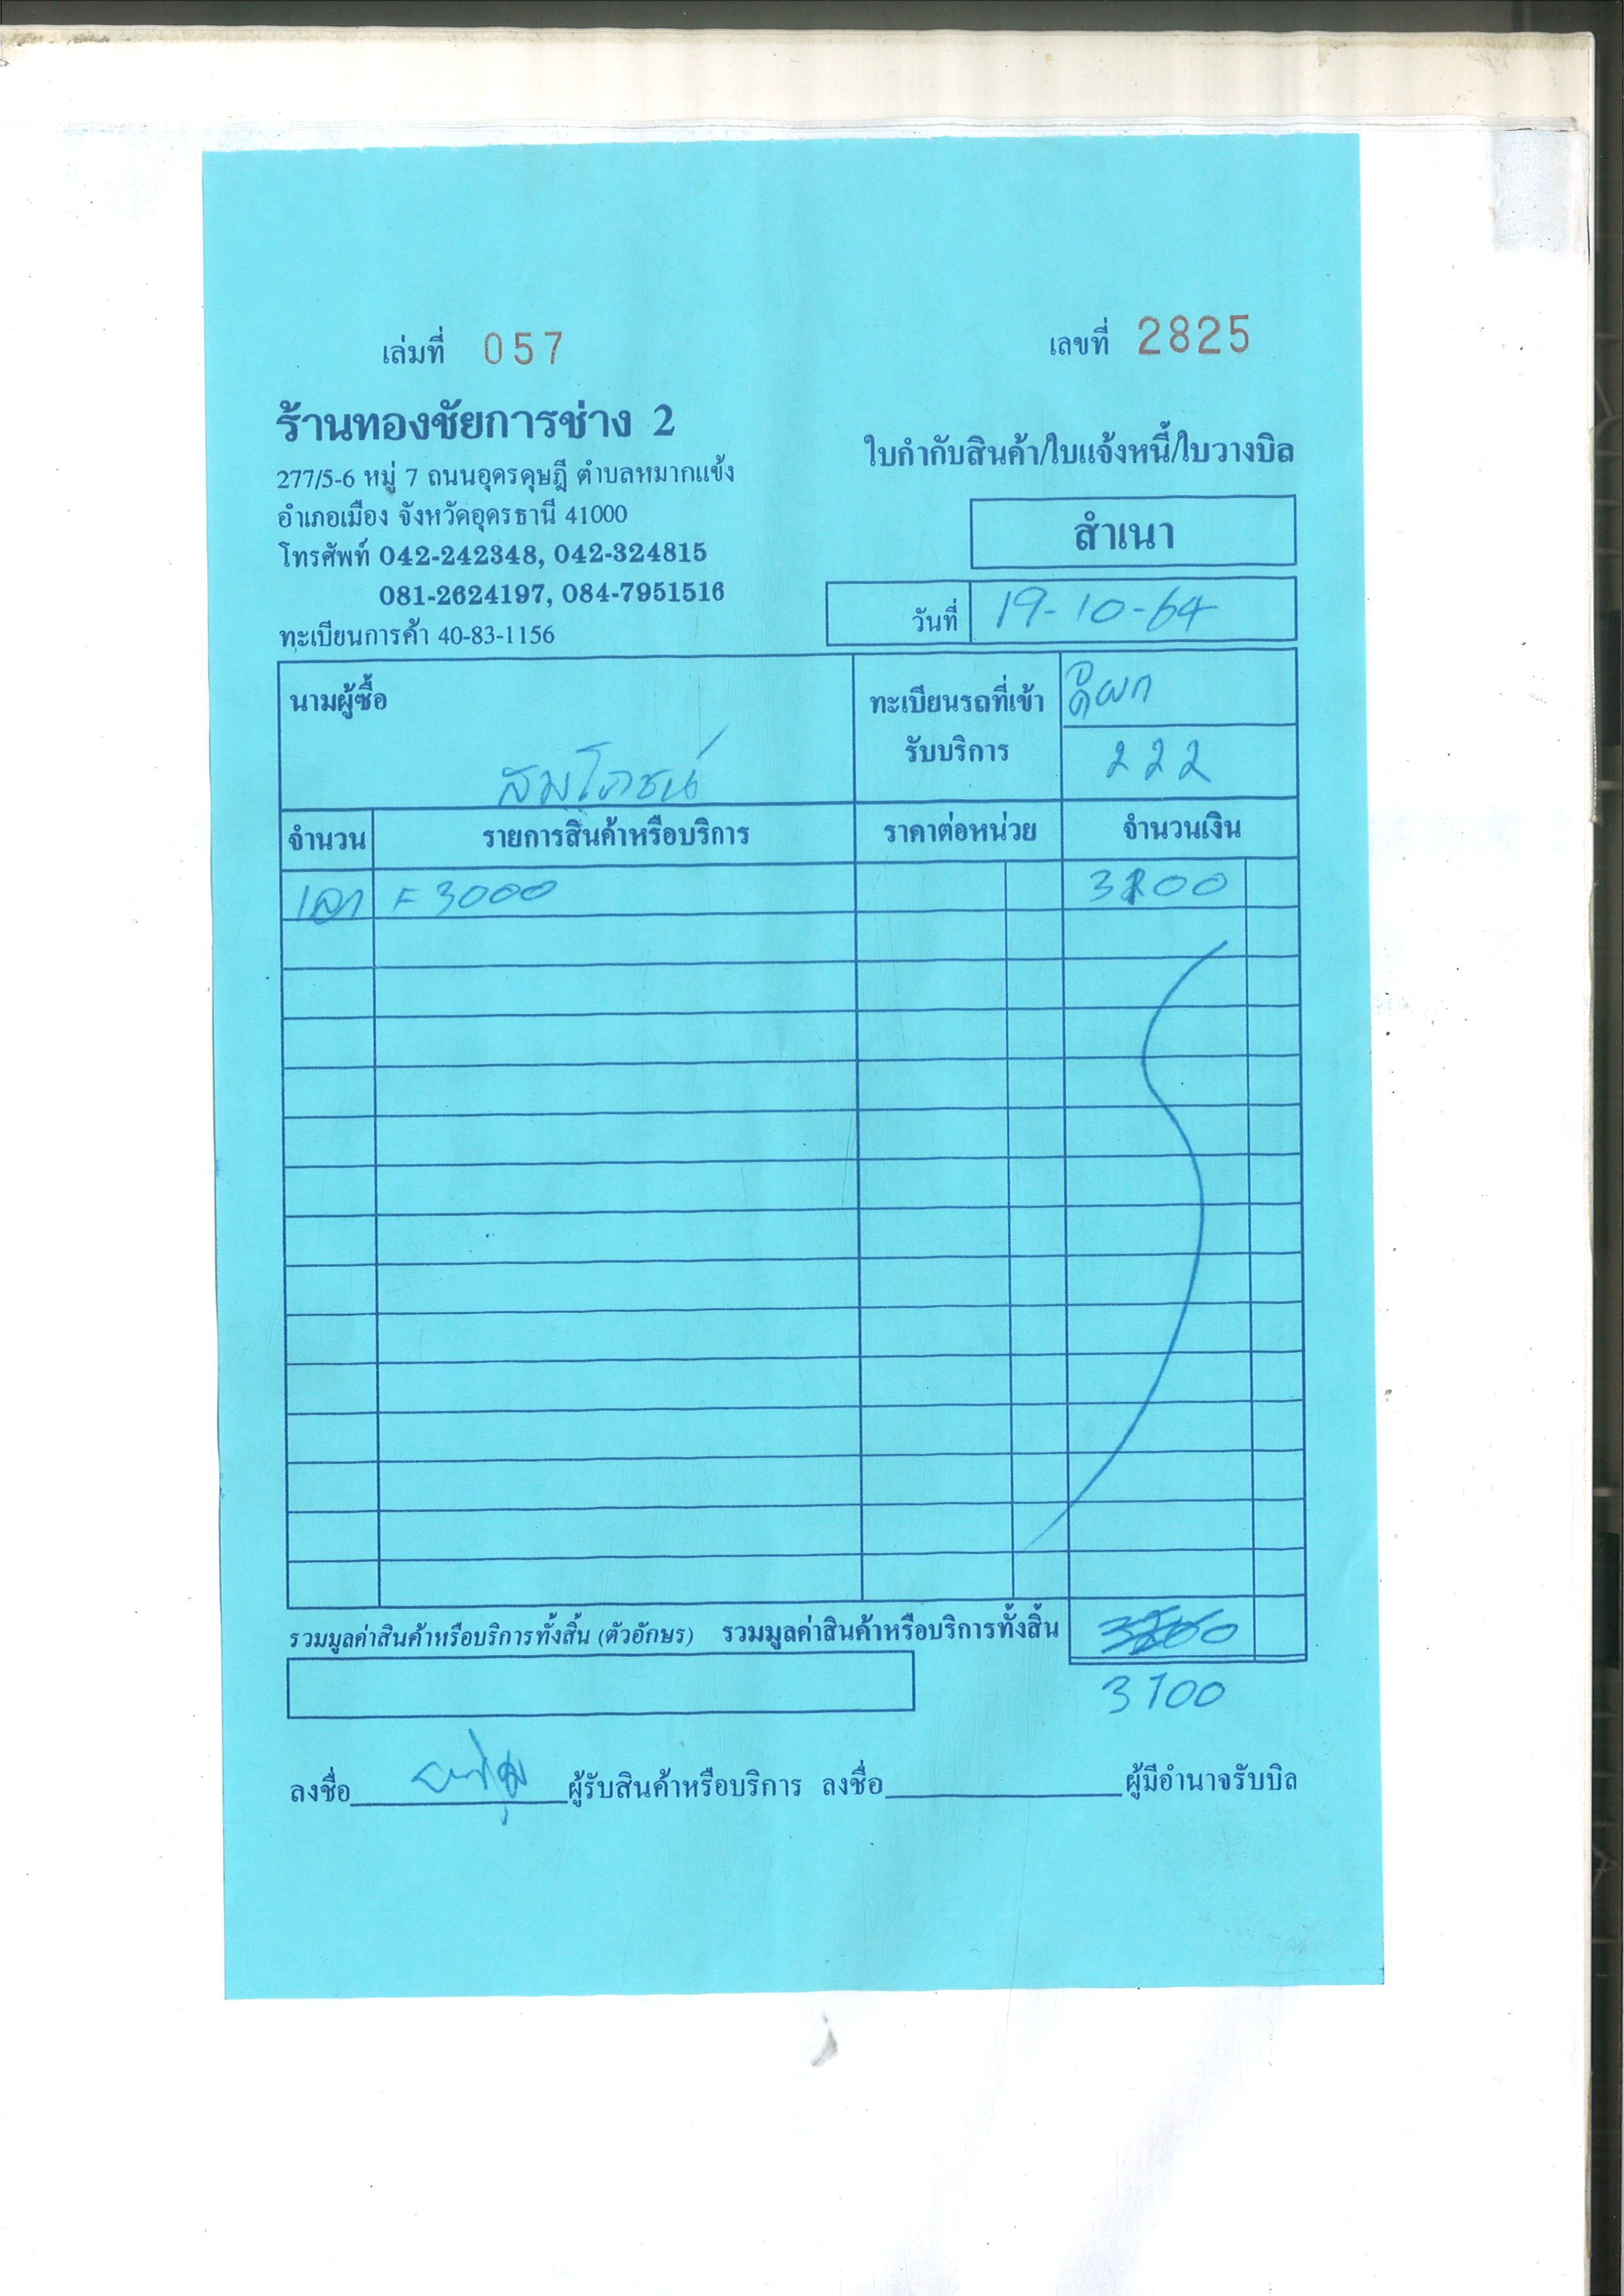 เล่มที่ 057
เลขที่ 2825
ร้านทองชัยการช่าง 2
277/5-6 หมู่ 7 ถนนอุดรดุษฎี ตำบลหมากแข้ง
อำเภอเมือง จังหวัดอุดรธานี 41000
โทรศัพท์ 042-242348, 042-324815
081-2624197, 084-7951516
ทะเบียนการค้า 40-83-1156
ใบกำกับสินค้า/ใบแจ้งหนี้/ใบวางบิล
สำเนา
วันที่ 19-10-64
นามผู้ซื้อ
สมโภชน์
ทะเบียนรถที่เข้า
รับบริการ
222
จำนวน รายการสินค้าหรือบริการ ราคาต่อหน่วย จำนวนเงิน
F 3000 3100
รวมมูลค่าสินค้าหรือบริการทั้งสิ้น (ตัวอักษร) รวมมูลค่าสินค้าหรือบริการทั้งสิ้น
3100
ลงชื่อ ผู้รับสินค้าหรือบริการ ลงชื่อ ผู้มีอำนาจรับบิล